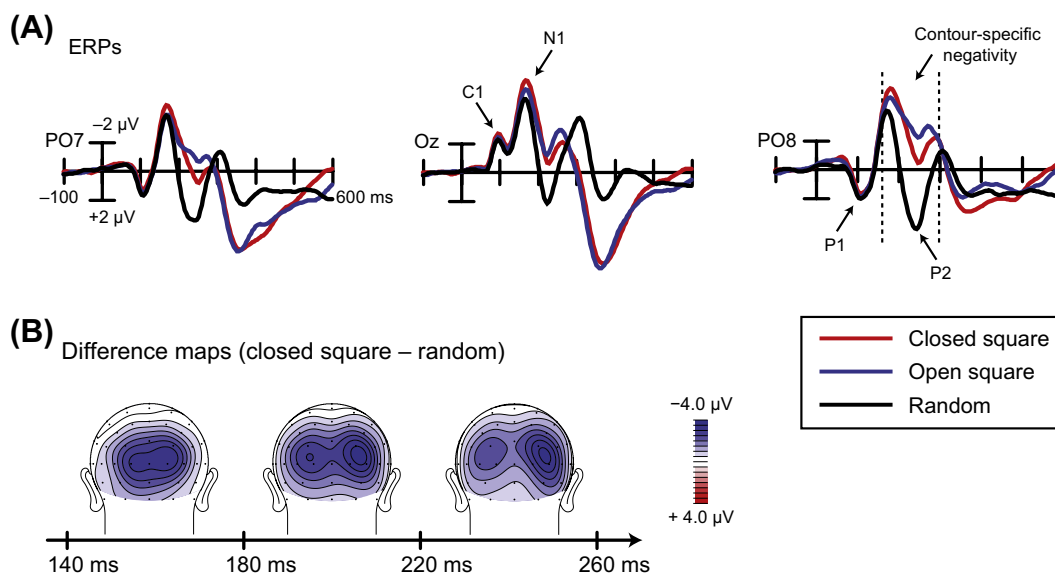 (A)
ERPs
PO7
–2 µV
+2 µV
–100
600 ms
Oz
C1
N1
PO8
Contour-specific
negativity
P1
P2
(B)
Difference maps (closed square – random)
−4.0 µV
+ 4.0 µV
140 ms
180 ms
220 ms
260 ms
Closed square
Open square
Random